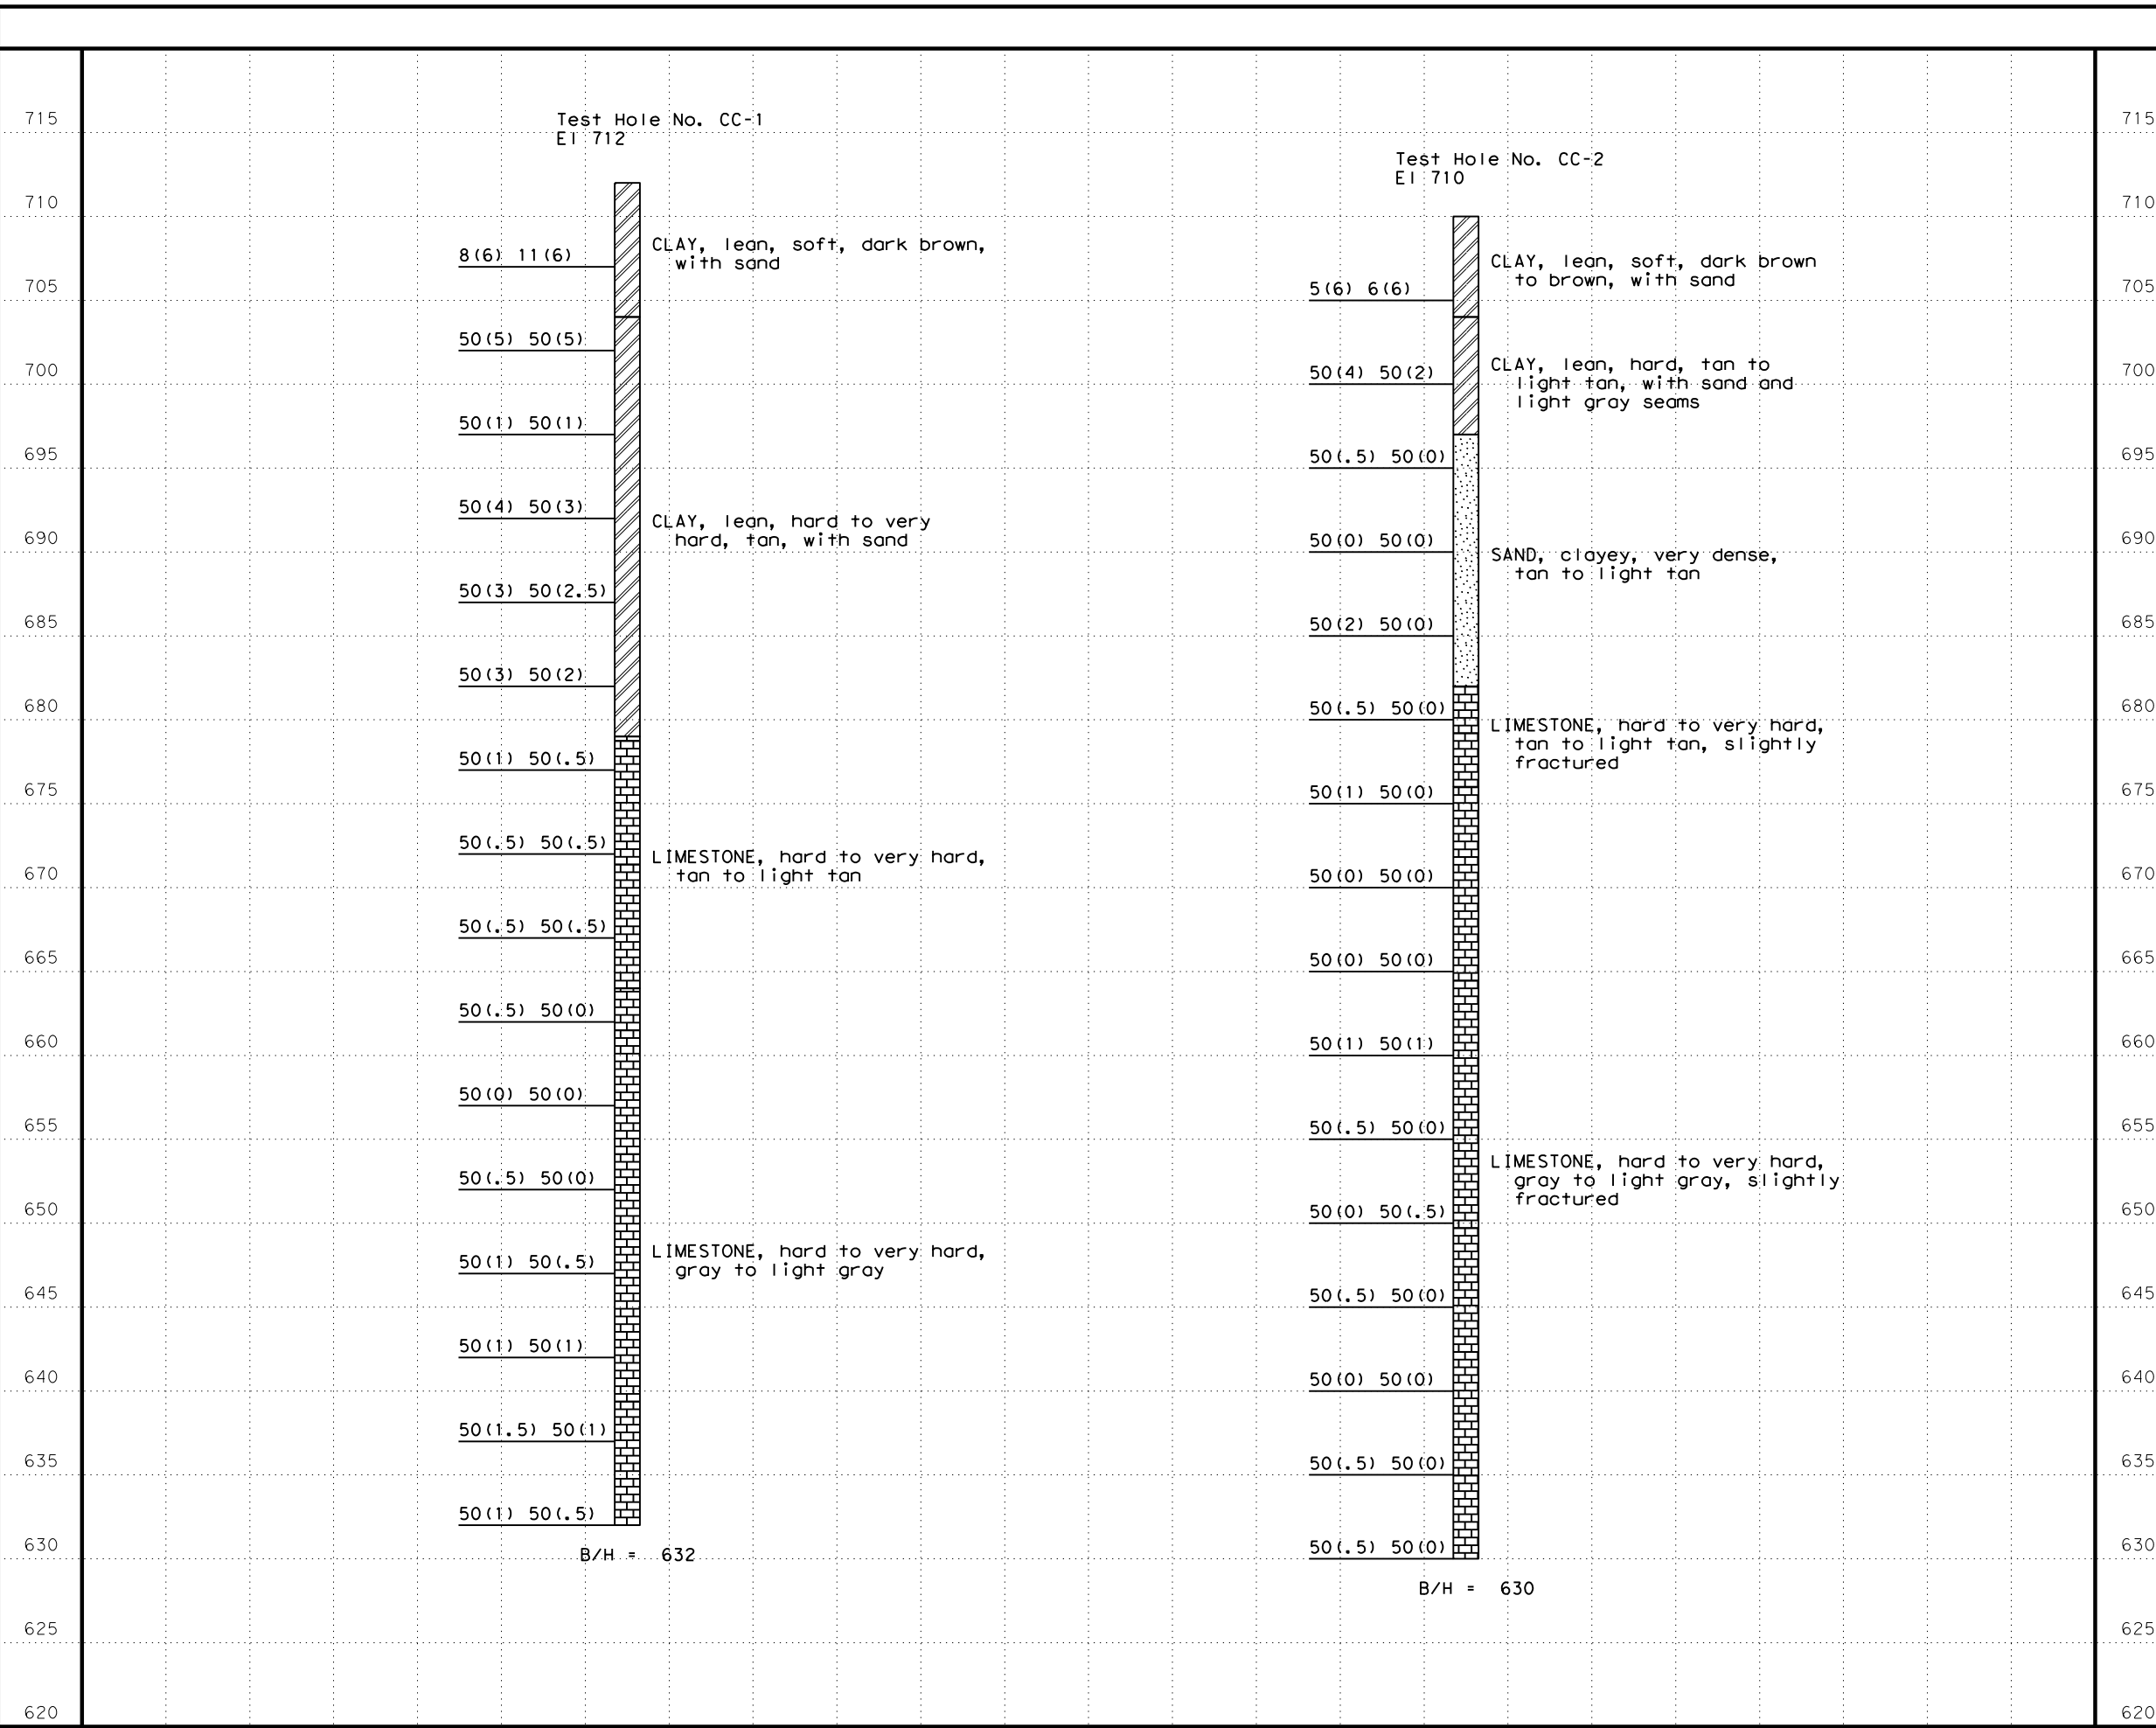 Test Hole No. CC-1
El 712
CLAY, lean, soft, dark brown,
with sand
CLAY, lean, hard to very
hard, tan, with sand
LIMESTONE, hard to very hard,
tan to light tan
LIMESTONE, hard to very hard,
gray to light gray
8(6) 11(6)
50(5) 50(5)
50(1) 50(1)
50(4) 50(3)
50(3) 50(2.5)
50(3) 50(2)
50(1) 50(.5)
50(.5) 50(.5)
50(.5) 50(.5)
50(.5) 50(0)
50(0) 50(0)
50(.5) 50(0)
50(1) 50(.5)
50(1) 50(1)
50(1.5) 50(1)
50(1) 50(.5)
B/H = 632
Test Hole No. CC-2
El 710
CLAY, lean, soft, dark brown
to brown, with sand
CLAY, lean, hard, tan to
light tan, with sand and
light gray seams
SAND, clayey, very dense,
tan to light tan
LIMESTONE, hard to very hard,
tan to light tan, slightly
fractured
LIMESTONE, hard to very hard,
gray to light gray, slightly
fractured
5(6) 6(6)
50(4) 50(2)
50(.5) 50(0)
50(0) 50(0)
50(2) 50(0)
50(.5) 50(0)
50(1) 50(0)
50(0) 50(0)
50(0) 50(0)
50(1) 50(1)
50(.5) 50(0)
50(0) 50(.5)
50(.5) 50(0)
50(0) 50(0)
50(.5) 50(0)
50(.5) 50(0)
B/H = 630
715
710
705
700
695
690
685
680
675
670
665
660
655
650
645
640
635
630
625
620
715
710
705
700
695
690
685
680
675
670
665
660
655
650
645
640
635
630
625
620